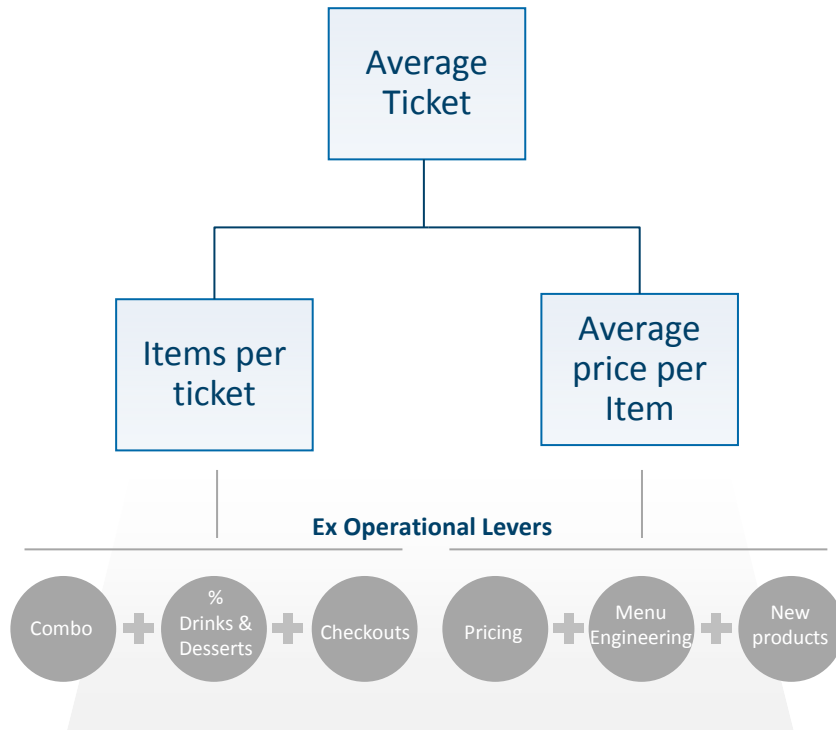 Average
Ticket
Items per
ticket
Average
price per
Item
Ex Operational Levers
Combo
%
Drinks &
Desserts
Checkouts
Pricing
Menu
Engineering
New
products